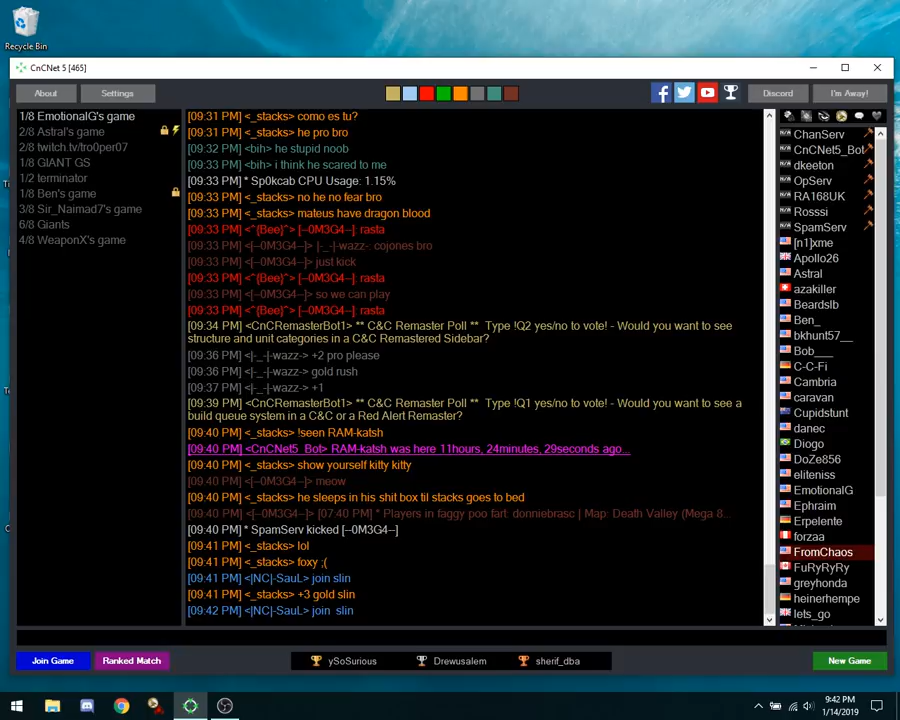 Recycle Bin
CnCNet 5 [465]
About
Settings
Discord
I'm Away!
1/8 EmotionalG's game
2/8 Astral's game
2/8 twitch.tv/tro0per07
1/8 GIANT GS
1/2 terminator
1/8 Ben's game
3/8 Sir_Naimad7's game
6/8 Giants
4/8 WeaponX's game
[09:31 PM] <_stacks> como es tu?
[09:31 PM] <_stacks> he pro bro
[09:32 PM] <bih> he stupid noob
[09:33 PM] <bih> i think he scared to me
[09:33 PM] * Sp0kcab CPU Usage: 1.15%
[09:33 PM] <_stacks> no he no fear bro
[09:33 PM] <_stacks> mateus have dragon blood
[09:33 PM] <^{Bee}^> [--0M3G4--]: rasta
[09:33 PM] <[--0M3G4--]> |-_-|-wazz-: cojones bro
[09:33 PM] <[--0M3G4--]> just kick
[09:33 PM] <^{Bee}^> [--0M3G4--]: rasta
[09:33 PM] <[--0M3G4--]> so we can play
[09:33 PM] <^{Bee}^> [--0M3G4--]: rasta
[09:34 PM] <CnCRemasterBot1> ** C&C Remaster Poll ** Type !Q2 yes/no to vote! - Would you want to see
structure and unit categories in a C&C Remastered Sidebar?
[09:36 PM] <|-_-|-wazz-> +2 pro please
[09:36 PM] <|-_-|-wazz-> gold rush
[09:37 PM] <|-_-|-wazz-> +1
[09:39 PM] <CnCRemasterBot1> ** C&C Remaster Poll ** Type !Q1 yes/no to vote! - Would you want to see a
build queue system in a C&C or a Red Alert Remaster?
[09:40 PM] <_stacks> !seen RAM-katsh
[09:40 PM] <CnCNet5_Bot> RAM-katsh was here 11hours, 24minutes, 29seconds ago...
[09:40 PM] <_stacks> show yourself kitty kitty
[09:40 PM] <[--0M3G4--]> meow
[09:40 PM] <_stacks> he sleeps in his shit box til stacks goes to bed
[09:40 PM] <[--0M3G4--]> [07:40 PM] * Players in faggy poo fart: donniebrasc | Map: Death Valley (Mega 8...
[09:40 PM] * SpamServ kicked [--0M3G4--]
[09:41 PM] <_stacks> lol
[09:41 PM] <_stacks> foxy ;(
[09:41 PM] <|NC|-SauL> join slin
[09:41 PM] <_stacks> +3 gold slin
[09:42 PM] <|NC|-SauL> join slin
ChanServ
CnCNet5_Bot
dkeeton
OpServ
RA168UK
Rosssi
SpamServ
[n1]xme
Apollo26
Astral
azakiller
Beardslb
Ben_
bkhunt57__
Bob___
C-C-Fi
Cambria
caravan
Cupidstunt
danec
Diogo
DoZe856
eliteniss
EmotionalG
Ephraim
Erpelente
forzaa
FromChaos
FuRyRyRy
greyhonda
heinerhempe
lets_go
Join Game
Ranked Match
ySoSurious
Drewusalem
sherif_dba
New Game
9:42 PM
1/14/2019